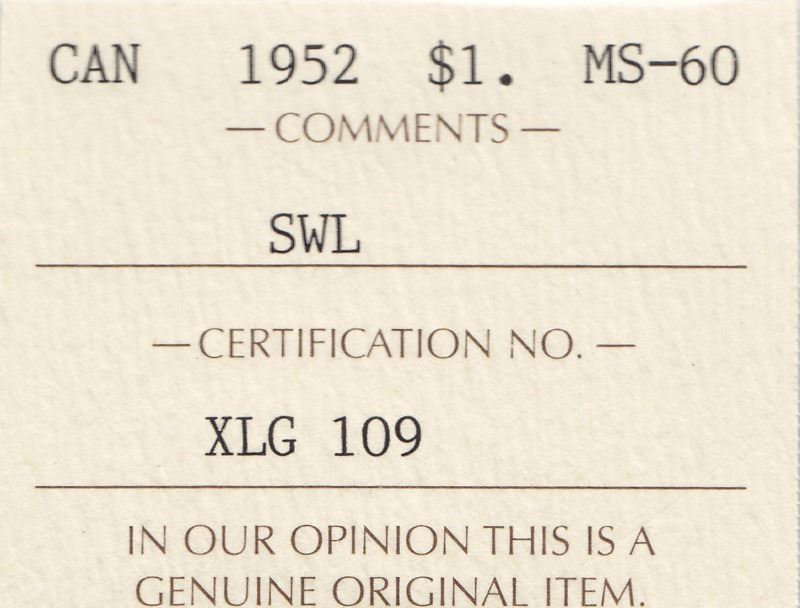 CAN 1952 $1. MS-60
— COMMENTS —
SWL
— CERTIFICATION NO. —
XLG 109
IN OUR OPINION THIS IS A
GENUINE ORIGINAL ITEM.